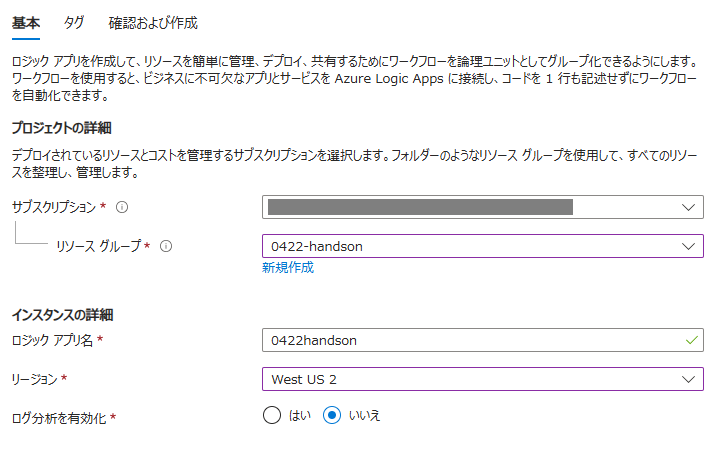 基本 タグ 確認および作成
ロジック アプリを作成して、リソースを簡単に管理、デプロイ、共有するためにワークフローを論理ユニットとしてグループ化できるようにします。
ワークフローを使用すると、ビジネスに不可欠なアプリとサービスを Azure Logic Apps に接続し、コードを 1 行も記述せずにワークフロー
を自動化できます。
プロジェクトの詳細
デプロイされているリソースとコストを管理するサブスクリプションを選択します。フォルダーのようなリソース グループを使用して、すべてのリソー
スを整理し、管理します。
サブスクリプション *
リソース グループ * 0422-handson
新規作成
インスタンスの詳細
ロジック アプリ名 * 0422handson
リージョン * West US 2
ログ分析を有効化 * はい いいえ